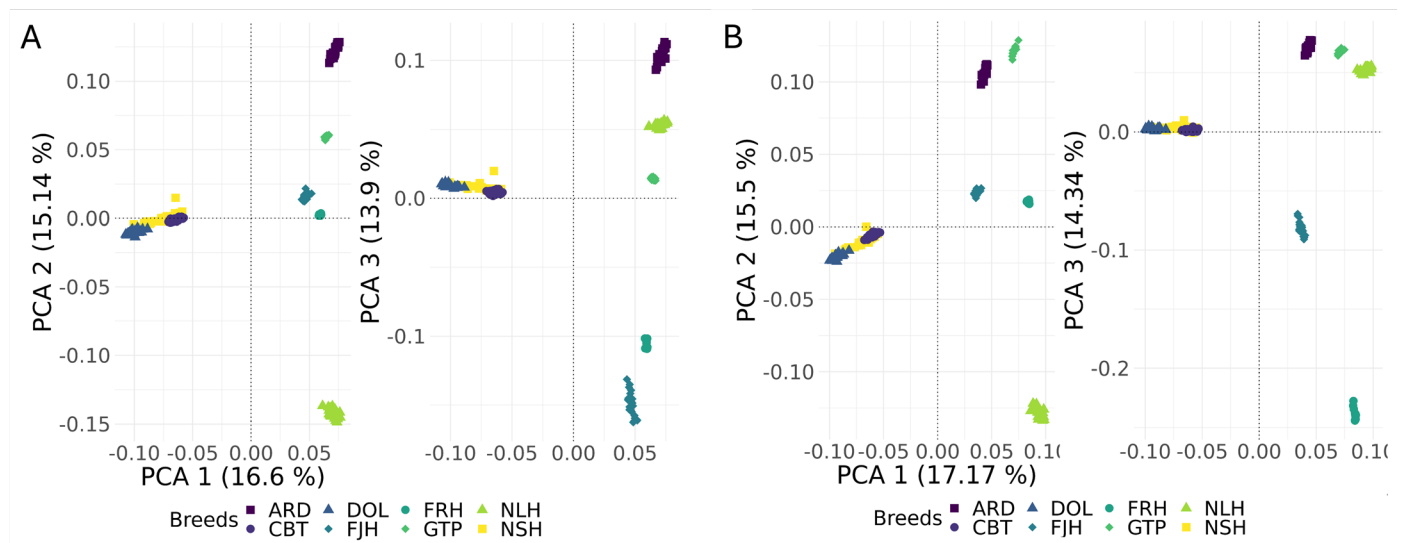 A
PCA 2 (15.14 %)
0.10
0.05
0.00
-0.05
-0.10
-0.15
-0.10 -0.05 0.00 0.05
PCA 3 (13.9 %)
0.1
0.0
-0.1
-0.10 -0.05 0.00 0.05
PCA 1 (16.6 %)
Breeds ARD DOL FRH NLH
CBT FJH GTP NSH
B
PCA 2 (15.5 %)
0.10
0.05
0.00
-0.05
-0.10
-0.10 -0.05 0.00 0.05 0.10
PCA 3 (14.34 %)
0.0
-0.1
-0.2
-0.10 -0.05 0.00 0.05 0.10
PCA 1 (17.17 %)
Breeds ARD DOL FRH NLH
CBT FJH GTP NSH